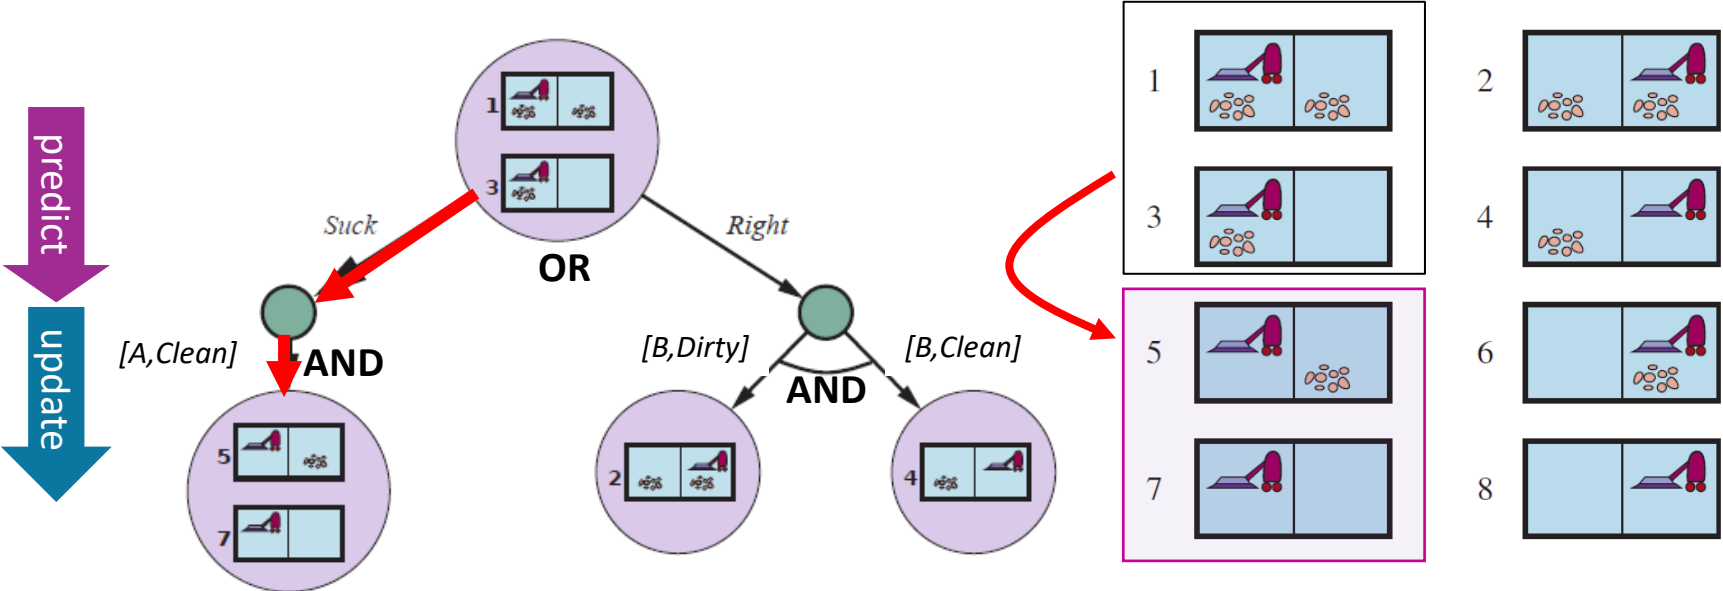 predict
update
1
3
Suck
Right
OR
[A,Clean]
AND
[B,Dirty]
[B,Clean]
AND
5
7
2
4
1
2
3
4
5
6
7
8